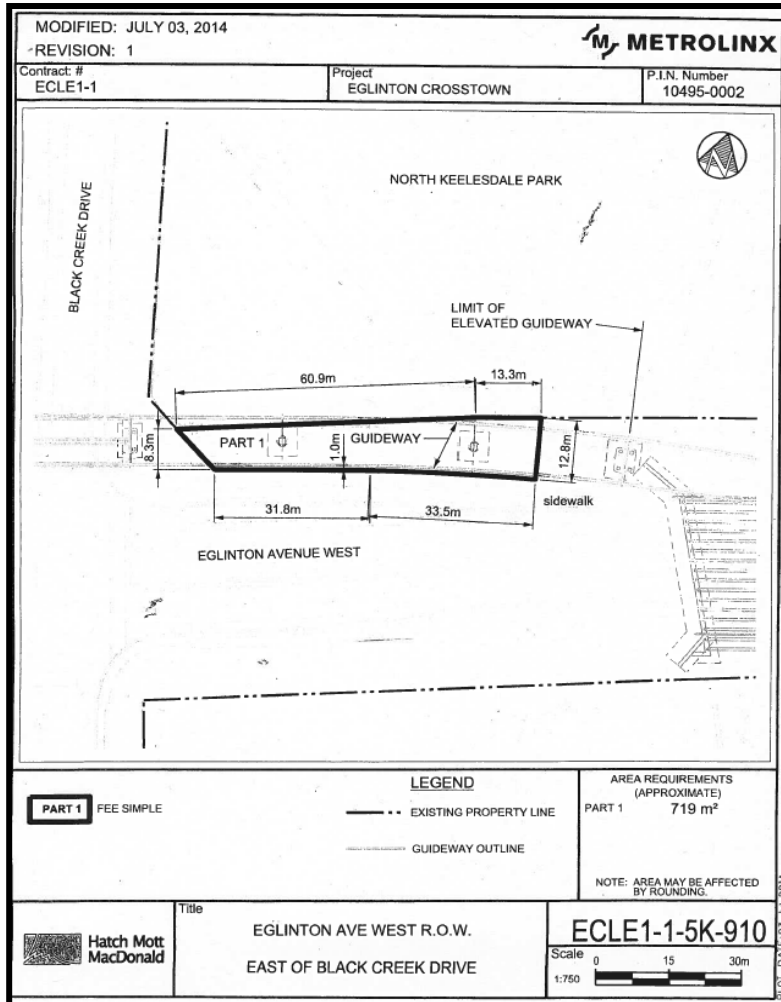 MODIFIED: JULY 03, 2014
REVISION: 1
METROLINX
Contract: #
ECLE1-1
Project
EGLINTON CROSSTOWN
P.I.N. Number
10495-0002
BLACK CREEK DRIVE
NORTH KEELESDALE PARK
LIMIT OF
ELEVATED GUIDEWAY
60.9m
13.3m
8.3m
PART 1
1.0m
GUIDEWAY
12.8m
31.8m
33.5m
sidewalk
EGLINTON AVENUE WEST
PART 1 FEE SIMPLE
LEGEND
EXISTING PROPERTY LINE
GUIDEWAY OUTLINE
AREA REQUIREMENTS
(APPROXIMATE)
PART 1 719 m²
NOTE: AREA MAY BE AFFECTED
BY ROUNDING.
Hatch Mott
MacDonald
Title
EGLINTON AVE WEST R.O.W.
EAST OF BLACK CREEK DRIVE
ECLE1-1-5K-910
Scale
1:750
0 15 30m